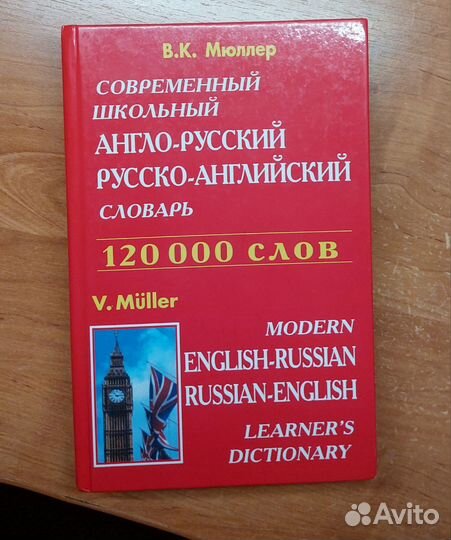 В.К. Мюллер
СОВРЕМЕННЫЙ
ШКОЛЬНЫЙ
АНГЛО-РУССКИЙ
РУССКО-АНГЛИЙСКИЙ
СЛОВАРЬ
120 000 СЛОВ
V. Müller
MODERN
ENGLISH-RUSSIAN
RUSSIAN-ENGLISH
LEARNER'S
DICTIONARY
Avito